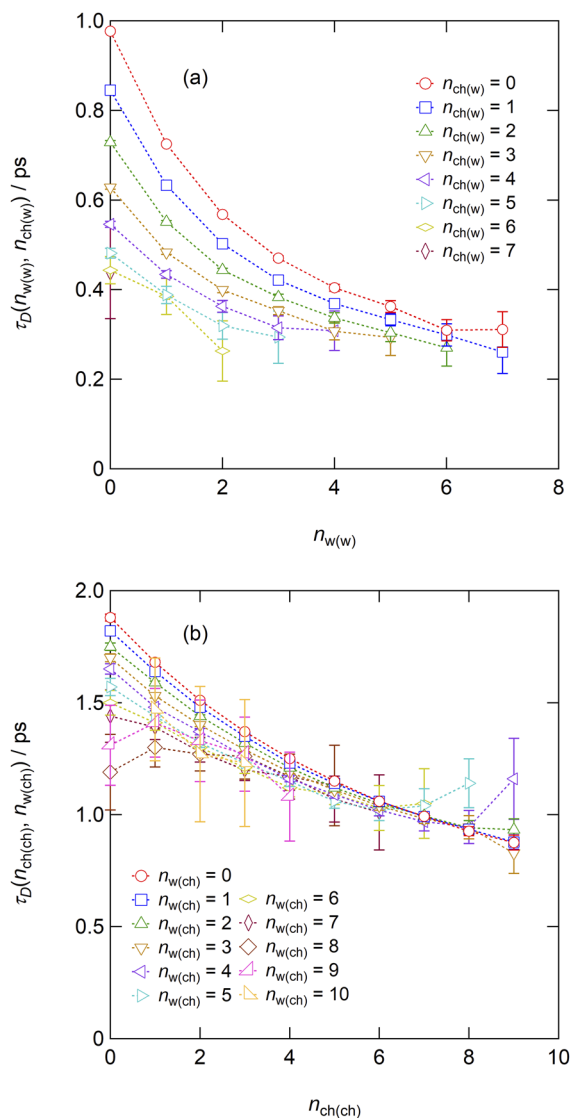 1.0
0.8
0.6
0.4
0.2
0
(a)
n_ch(w) = 0
n_ch(w) = 1
n_ch(w) = 2
n_ch(w) = 3
n_ch(w) = 4
n_ch(w) = 5
n_ch(w) = 6
n_ch(w) = 7
τ_D(n_w(w), n_ch(w)) / ps
0 2 4 6 8
n_w(w)
2.0
1.5
1.0
0.5
0
(b)
τ_D(n_ch(ch), n_w(ch)) / ps
n_w(ch) = 0
n_w(ch) = 1
n_w(ch) = 2
n_w(ch) = 3
n_w(ch) = 4
n_w(ch) = 5
n_w(ch) = 6
n_w(ch) = 7
n_w(ch) = 8
n_w(ch) = 9
n_w(ch) = 10
0 2 4 6 8 10
n_ch(ch)